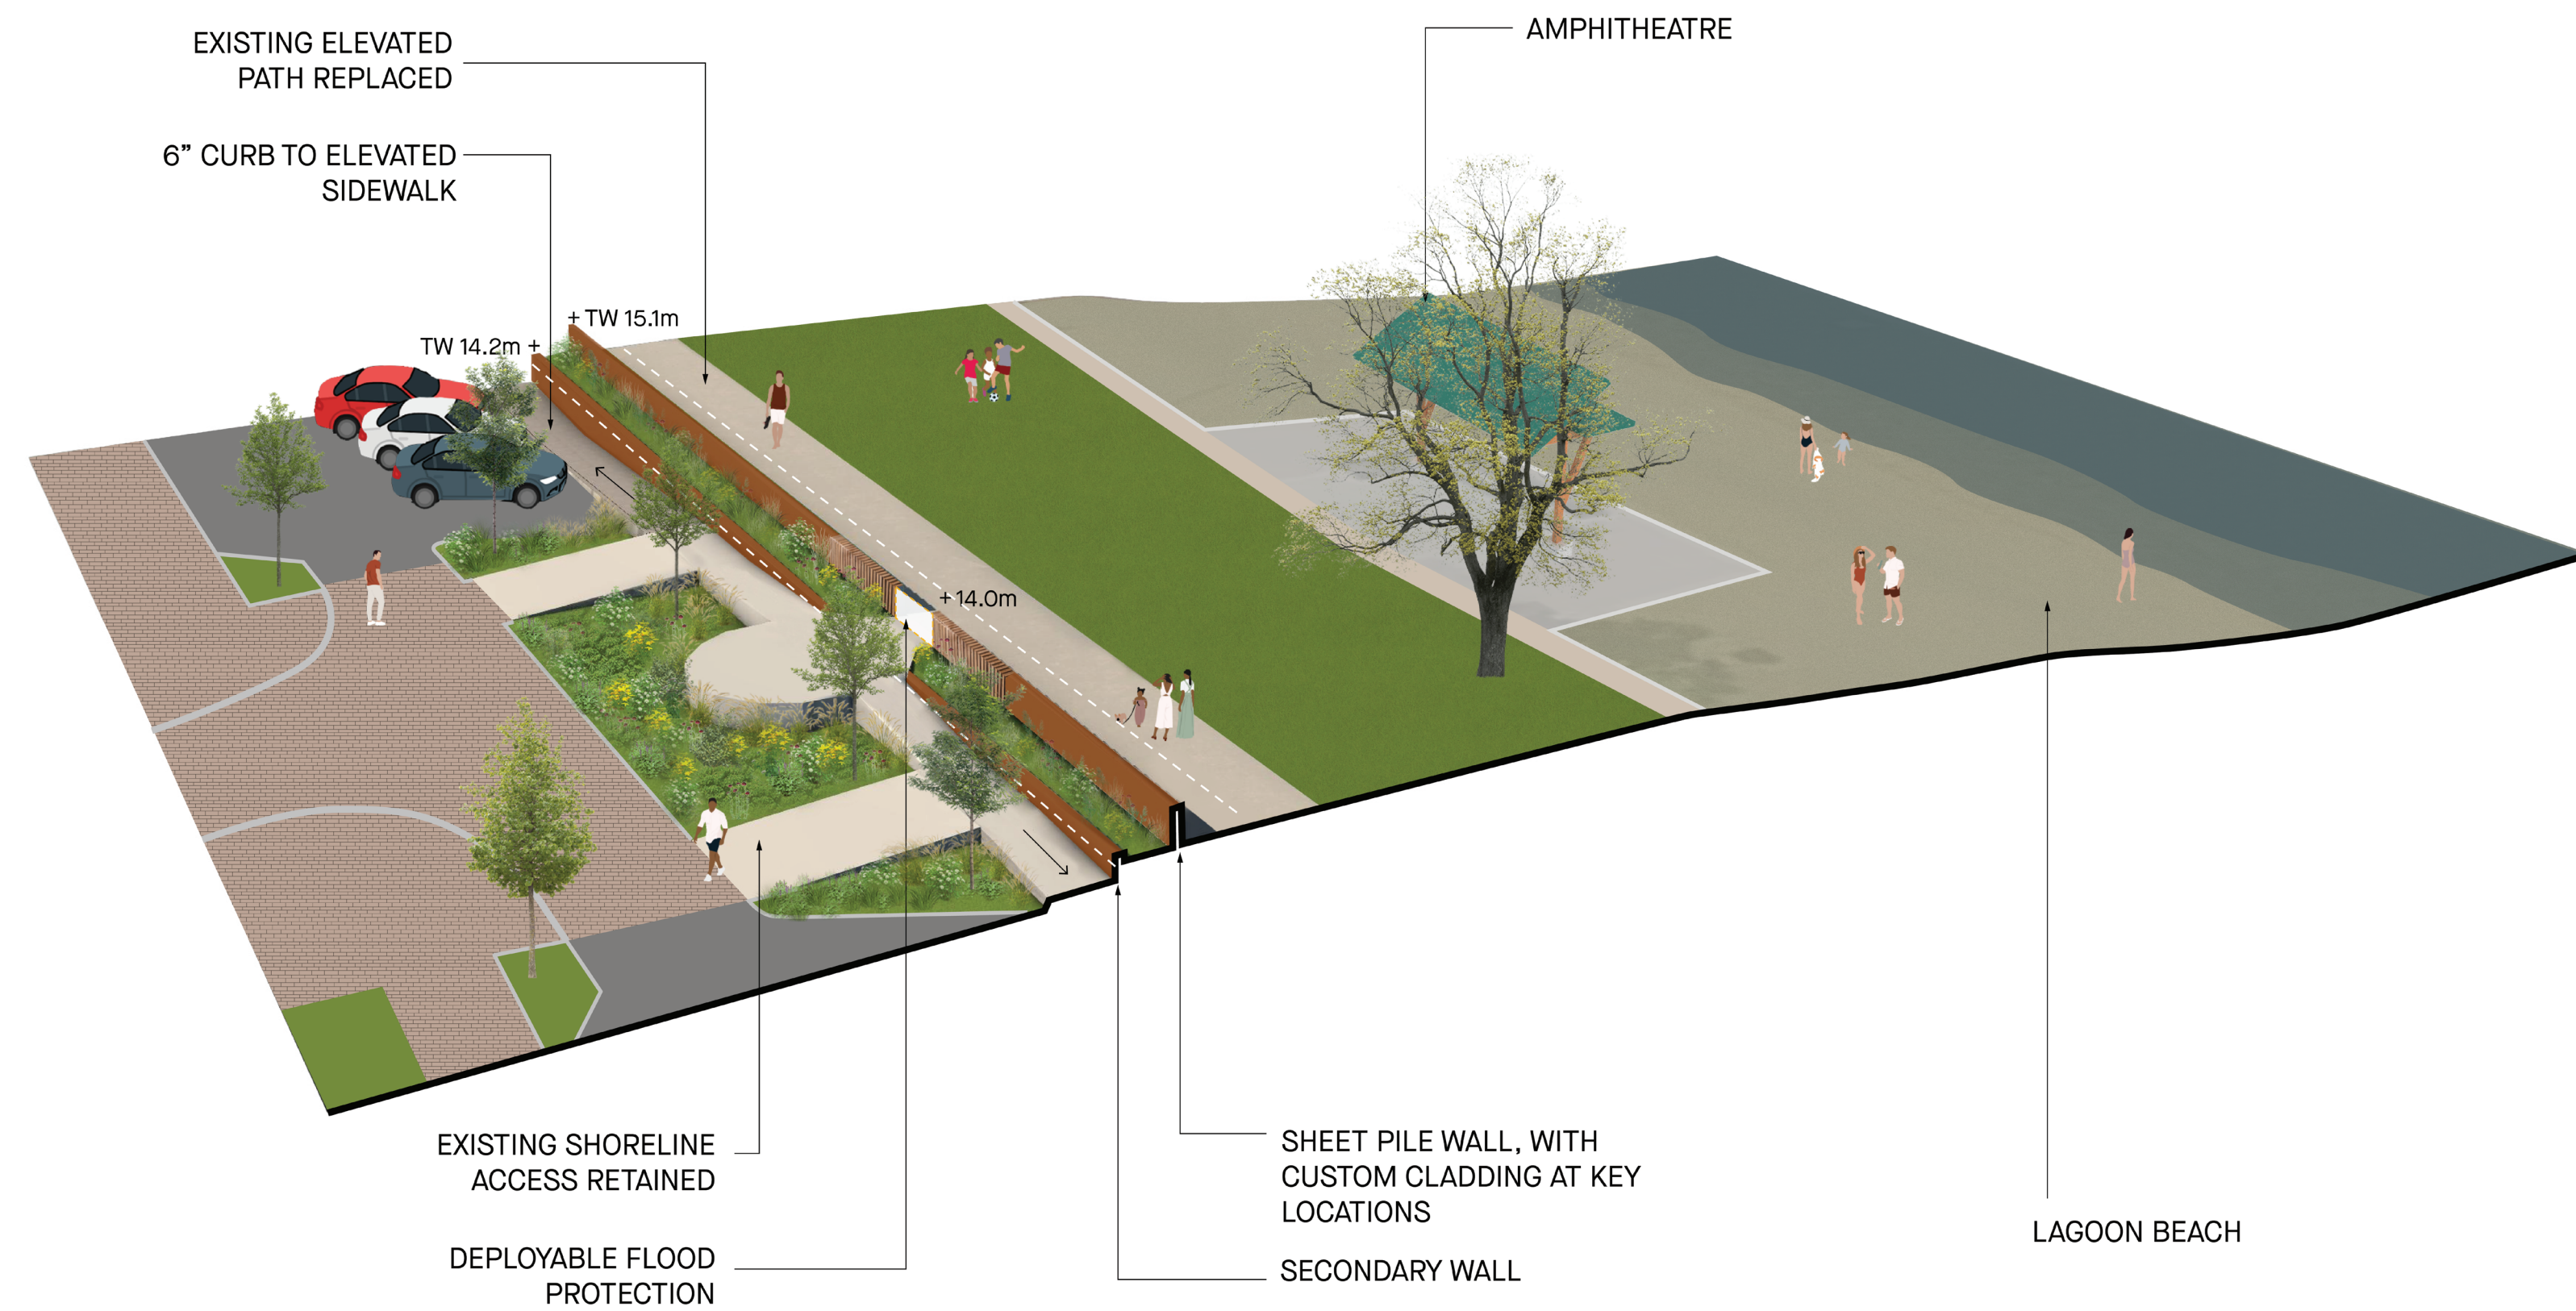 AMPHITHEATRE
EXISTING ELEVATED
PATH REPLACED
6” CURB TO ELEVATED
SIDEWALK
+ TW 15.1m
TW 14.2m +
+ 14.0m
EXISTING SHORELINE
ACCESS RETAINED
DEPLOYABLE FLOOD
PROTECTION
SHEET PILE WALL, WITH
CUSTOM CLADDING AT KEY
LOCATIONS
SECONDARY WALL
LAGOON BEACH